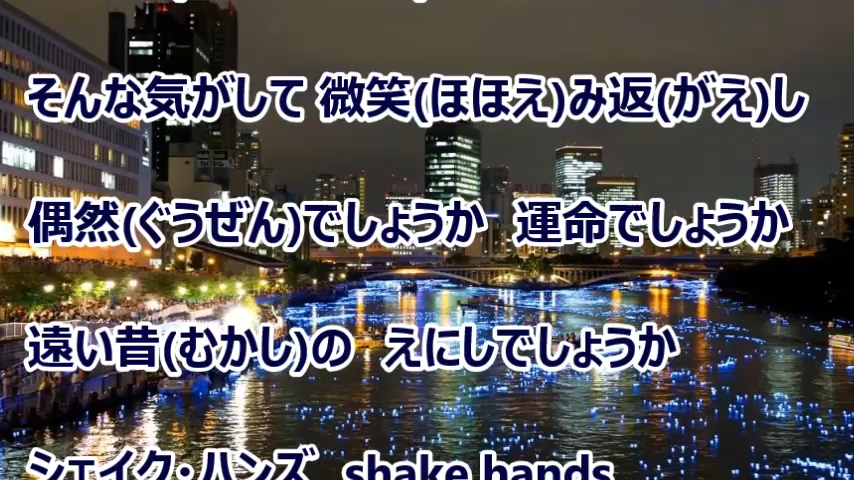 そんな気がして 微笑(ほほえ)み返(がえ)し
偶然(ぐうぜん)でしょうか　運命でしょうか
遠い昔(むかし)の　えにしでしょうか
シェイク・ハンズ　shake hands